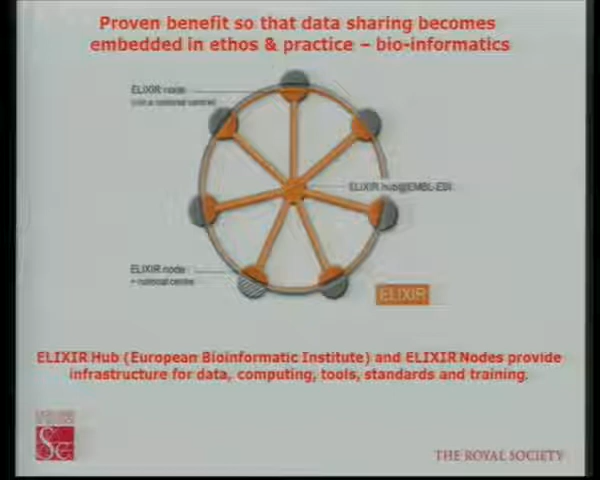 Proven benefit so that data sharing becomes
embedded in ethos & practice – bio-informatics
ELIXIR node
ELIXIR hub@EMBL-EBI
ELIXIR node
+ national centre
ELIXIR
ELIXIR Hub (European Bioinformatic Institute) and ELIXIR Nodes provide
infrastructure for data, computing, tools, standards and training.
THE ROYAL SOCIETY